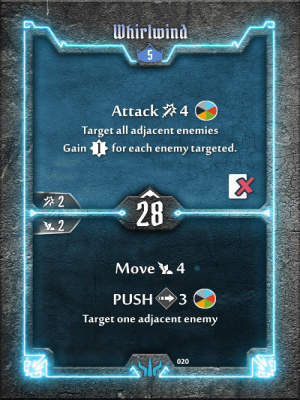 Whirlwind
5
Attack 4
Target all adjacent enemies
Gain 1 for each enemy targeted.
2
28
2
Move 4
PUSH 3
Target one adjacent enemy
020